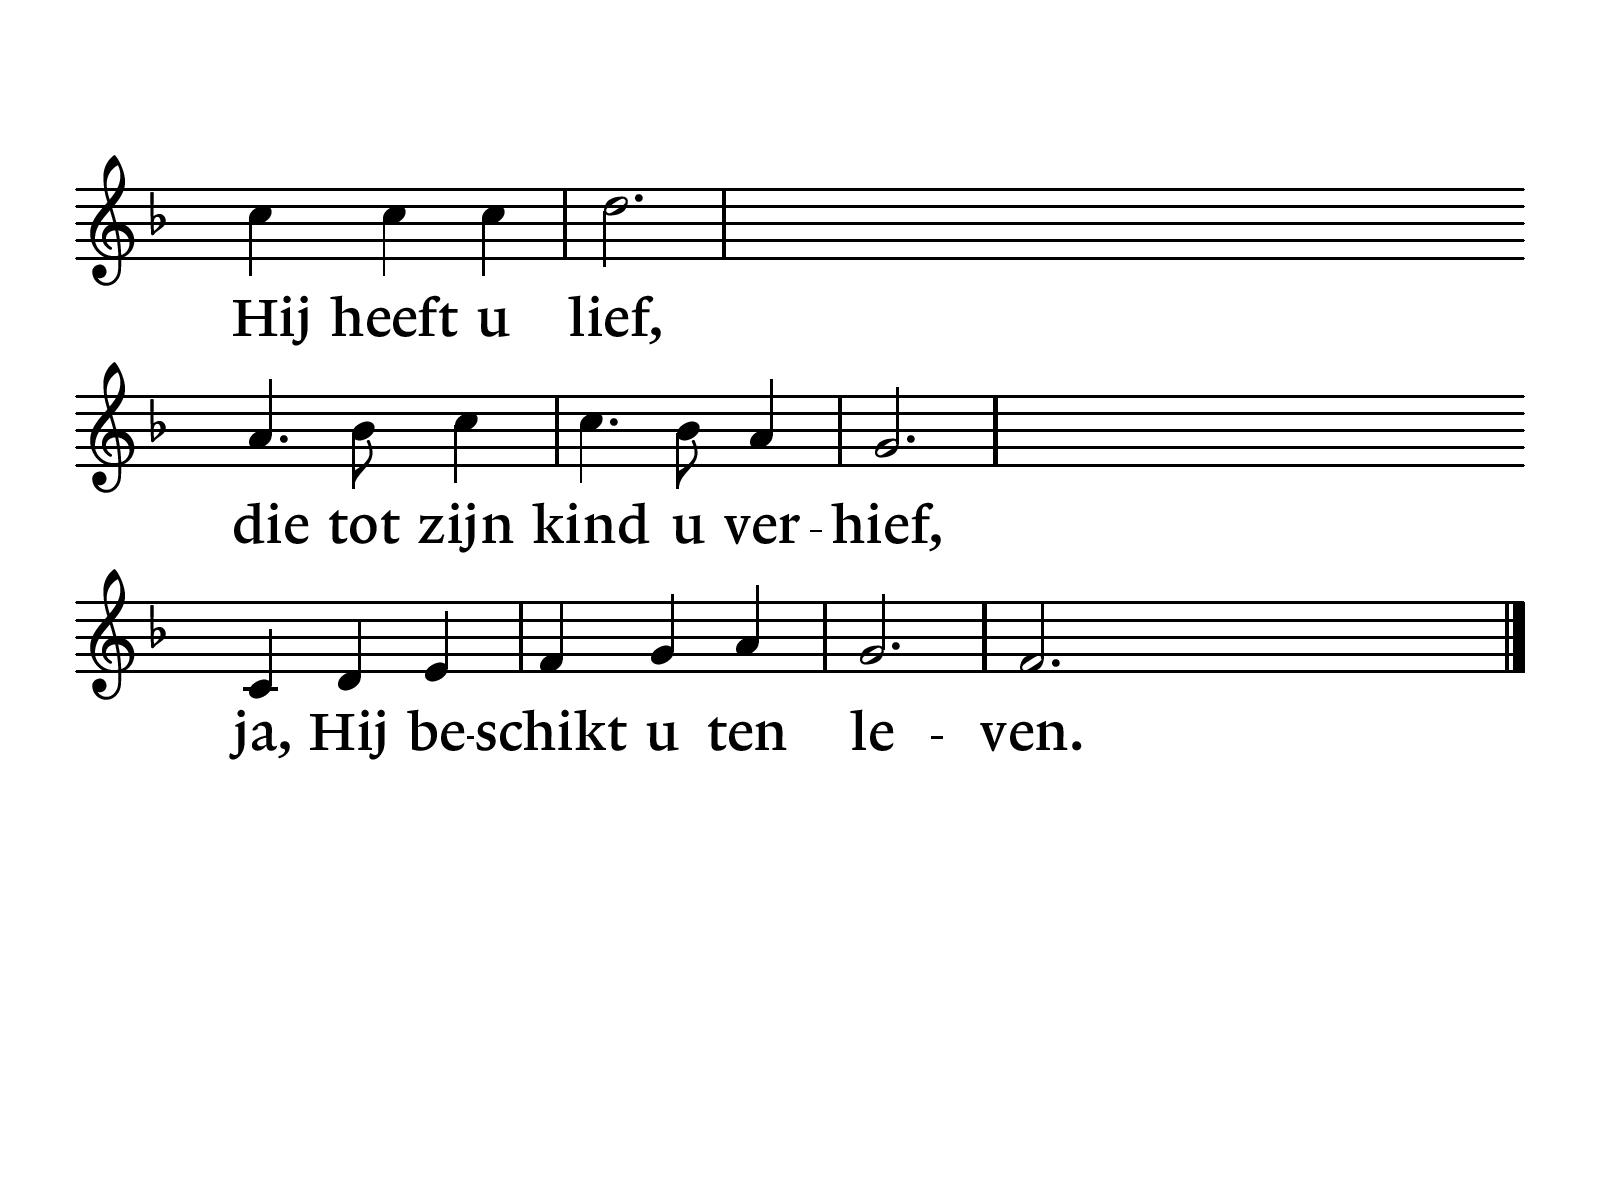 Hij heeft u lief,
die tot zijn kind u ver-hief,
ja, Hij be-schikt u ten le - ven.